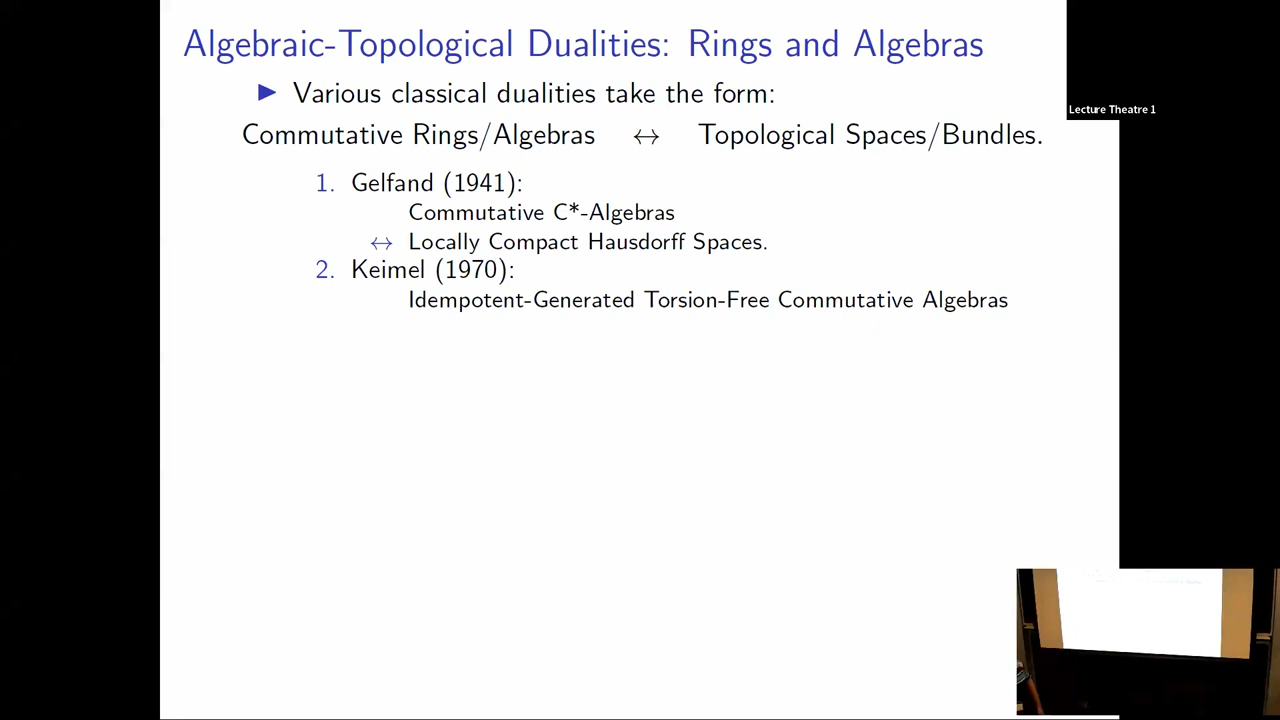 Algebraic-Topological Dualities: Rings and Algebras
▶ Various classical dualities take the form:
Commutative Rings/Algebras ↔ Topological Spaces/Bundles.
1. Gelfand (1941):
Commutative C*-Algebras
↔ Locally Compact Hausdorff Spaces.
2. Keimel (1970):
Idempotent-Generated Torsion-Free Commutative Algebras
Lecture Theatre 1